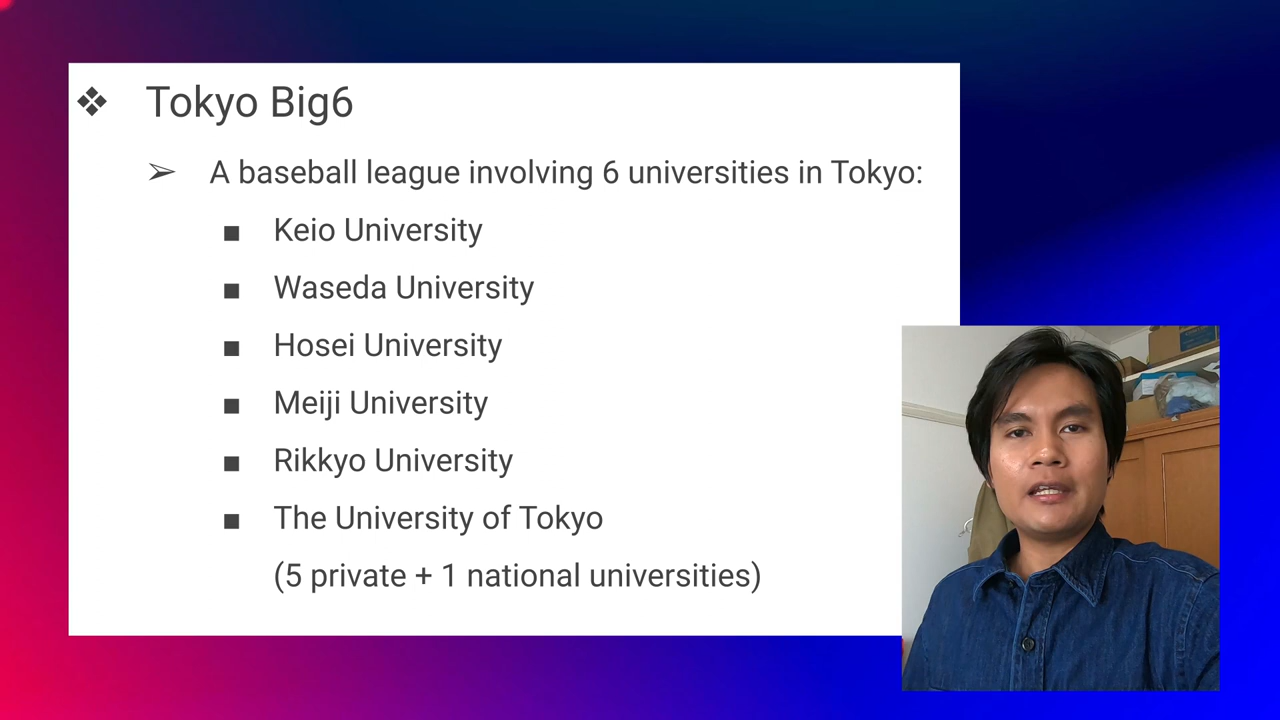 Tokyo Big6
A baseball league involving 6 universities in Tokyo:
Keio University
Waseda University
Hosei University
Meiji University
Rikkyo University
The University of Tokyo
(5 private + 1 national universities)